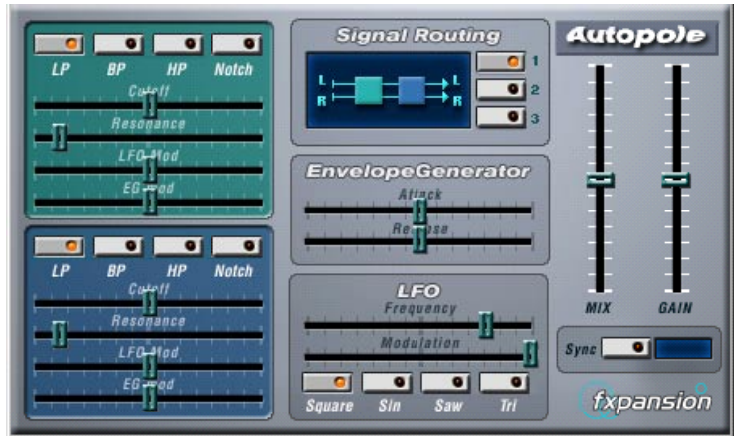 LP BP HP Notch
Cutoff
Resonance
LFO Mod
EG mod
LP BP HP Notch
Cutoff
Resonance
LFO Mod
EG mod
Signal Routing
L L
R R
1
2
3
EnvelopeGenerator
Attack
Release
LFO
Frequency
Modulation
Square Sin Saw Tri
Autopole
MIX GAIN
Sync
fxpansion